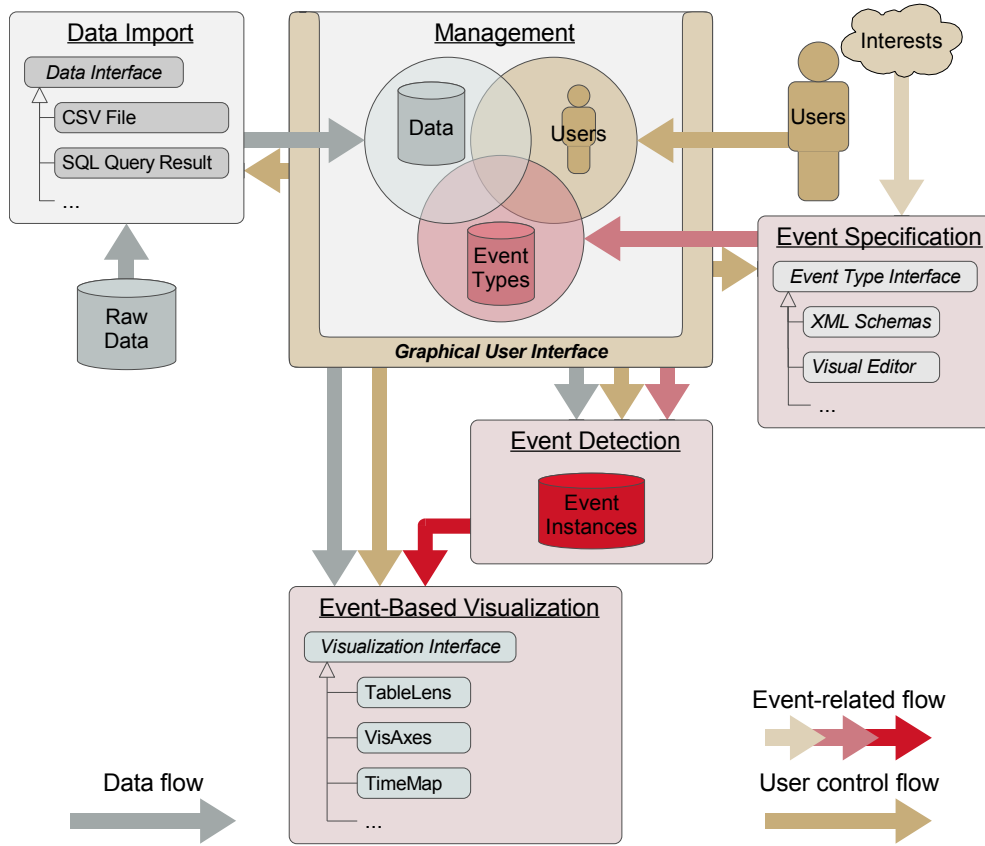 Data Import
Data Interface
CSV File
SQL Query Result
...
Raw
Data
Management
Data
Users
Event
Types
Graphical User Interface
Interests
Users
Event Specification
Event Type Interface
XML Schemas
Visual Editor
...
Event Detection
Event
Instances
Event-Based Visualization
Visualization Interface
TableLens
VisAxes
TimeMap
...
Data flow
Event-related flow
User control flow